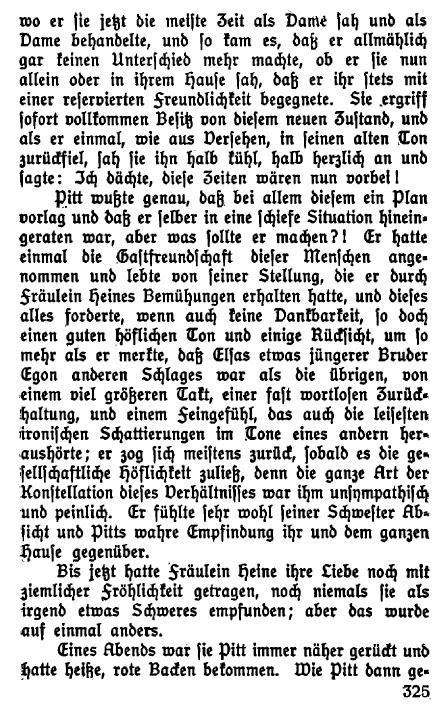 wo er sie jetzt die meiste Zeit als Dame sah und als
Dame behandelte, und so kam es, daß er allmählich
gar keinen Unterschied mehr machte, ob er sie nun
allein oder in ihrem Hause sah, daß er ihr stets mit
einer reservierten Freundlichkeit begegnete. Sie ergriff
sofort vollkommen Besitz von diesem neuen Zustand, und
als er einmal, wie aus Versehen, in seinen alten Ton
zurückfiel, sah sie ihn halb kühl, halb herzlich an und
sagte: Ich dächte, diese Zeiten wären nun vorbei!
Pitt wußte genau, daß bei allem diesem ein Plan
vorlag und daß er selber in eine schiefe Situation hinein-
geraten war, aber was sollte er machen?! Er hatte
einmal die Gastfreundschaft dieser Menschen ange-
nommen und lebte von seiner Stellung, die er durch
Fräulein Heines Bemühungen erhalten hatte, und dieses
alles forderte, wenn auch keine Dankbarkeit, so doch
einen guten höflichen Ton und einige Rücksicht, um so
mehr als er merkte, daß Elsas etwas jüngerer Bruder
Egon anderen Schlages war als die übrigen, von
einem viel größeren Takt, einer fast wortlosen Zurück-
haltung, und einem Feingefühl, das auch die leisesten
ironischen Schattierungen im Tone eines andern her-
aushörte; er zog sich meistens zurück, sobald es die ge-
sellschaftliche Höflichkeit zuließ, denn die ganze Art der
Konstellation dieses Verhältnisses war ihm unsympathisch
und peinlich. Er fühlte sehr wohl seiner Schwester Ab-
sicht und Pitts wahre Empfindung ihr und dem ganzen
Hause gegenüber.
Bis jetzt hatte Fräulein Heine ihre Liebe noch mit
ziemlicher Fröhlichkeit getragen, noch niemals sie als
irgend etwas Schweres empfunden; aber das wurde
auf einmal anders.
Eines Abends war sie Pitt immer näher gerückt und
hatte heiße, rote Backen bekommen. Wie Pitt dann ge-
325